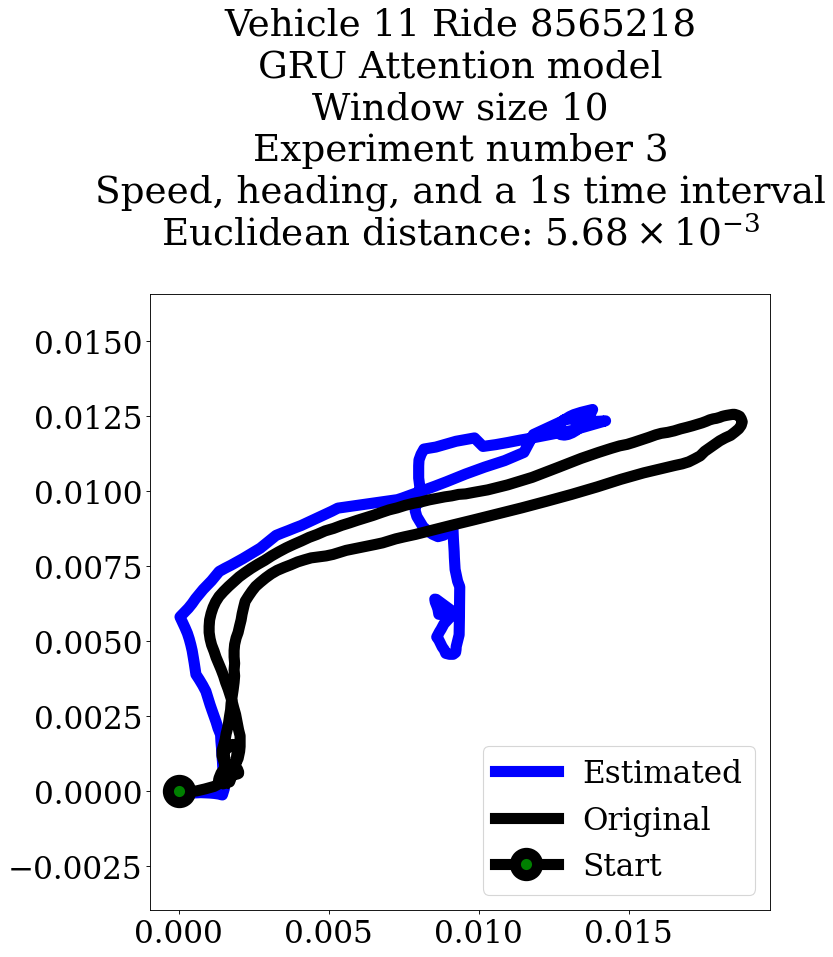 Vehicle 11 Ride 8565218
GRU Attention model
Window size 10
Experiment number 3
Speed, heading, and a 1s time interval
Euclidean distance: 5.68 × 10⁻³
0.0150
0.0125
0.0100
0.0075
0.0050
0.0025
0.0000
−0.0025
Estimated
Original
Start
0.000 0.005 0.010 0.015